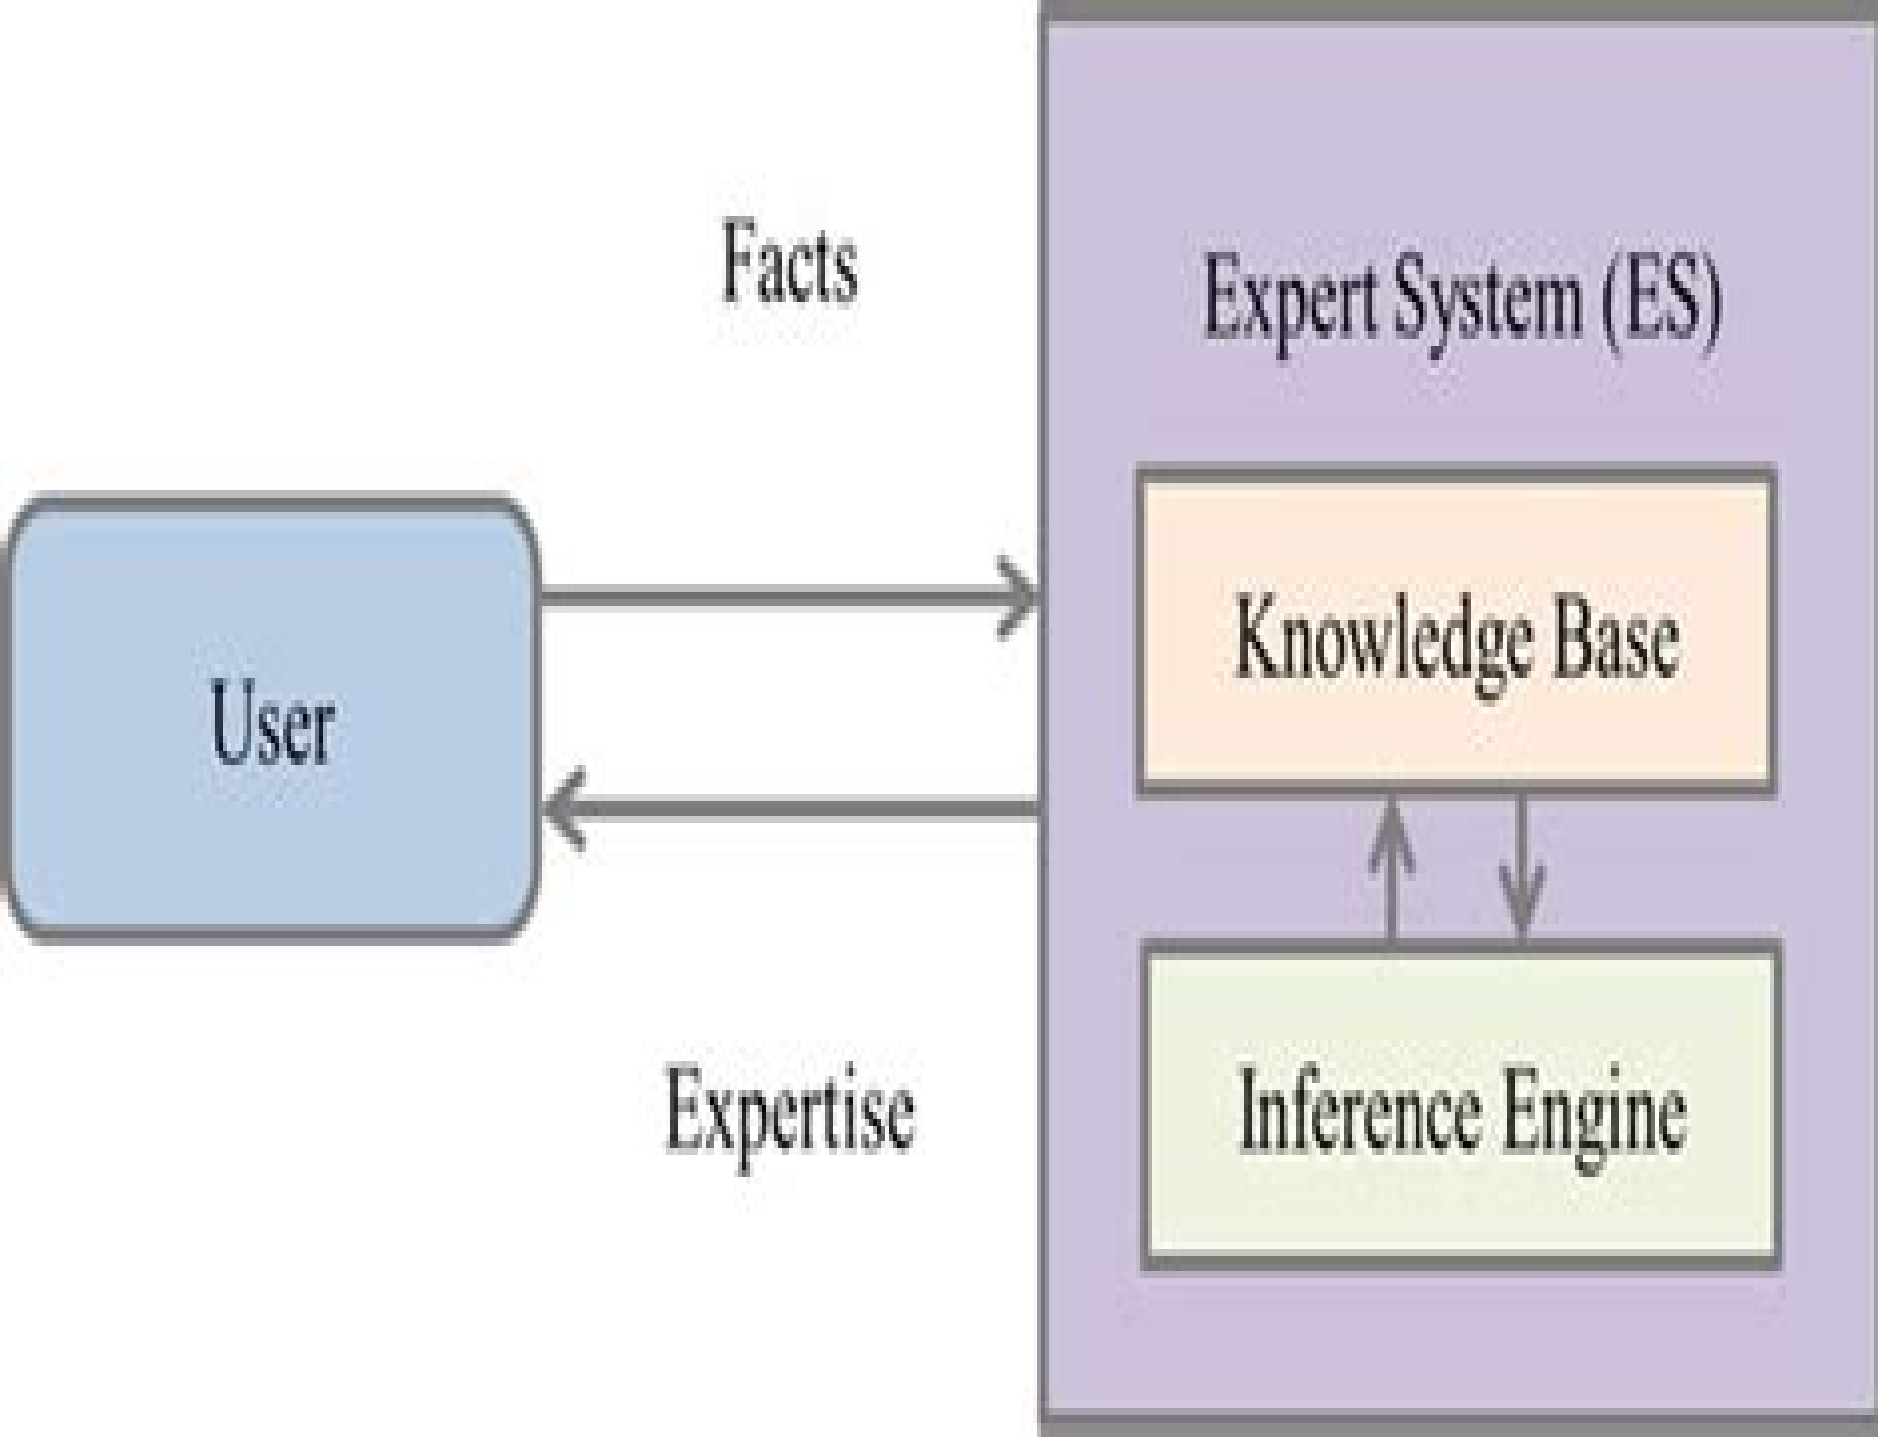 Facts
Expert System (ES)
User
Knowledge Base
Expertise
Inference Engine